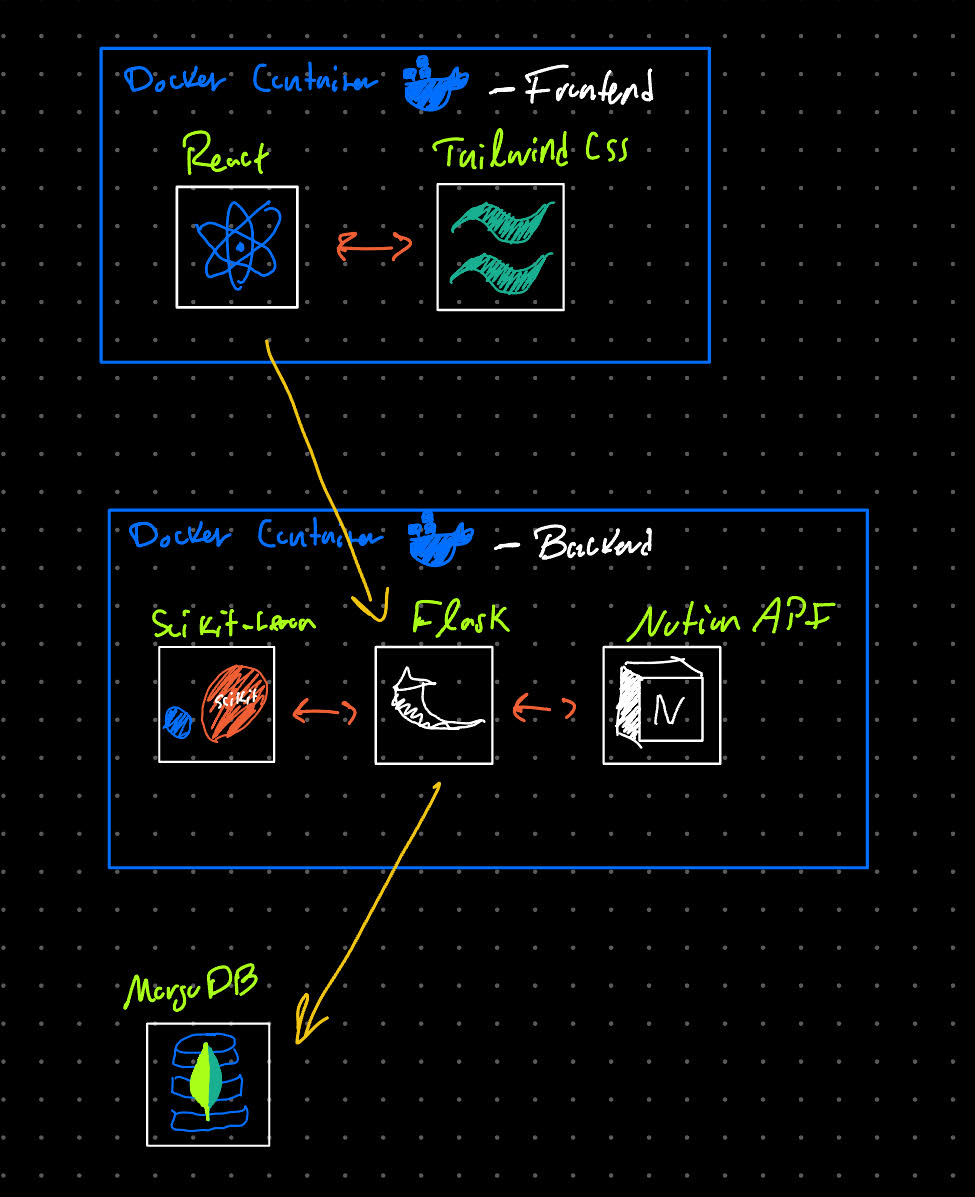 Docker Container - Frontend
React
Tailwind Css
Docker Container - Backend
Scikit-Learn
Flask
Notion API
Scikit
N
MongoDB